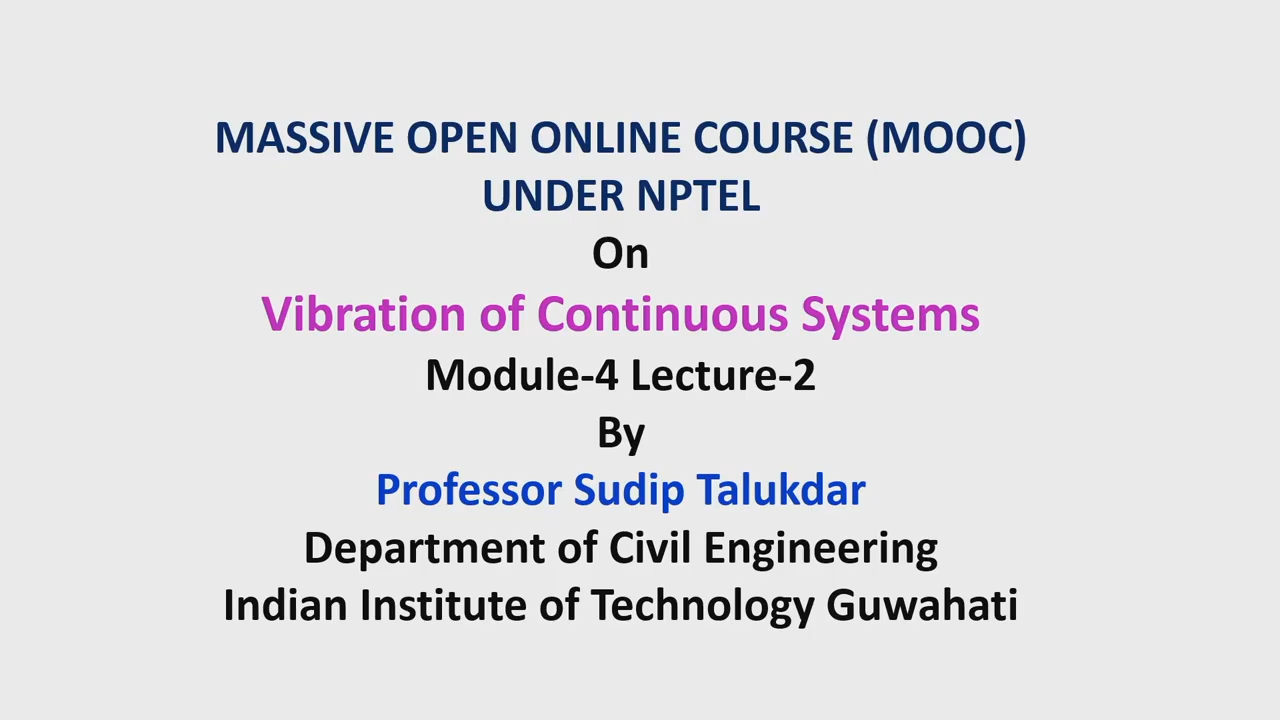 MASSIVE OPEN ONLINE COURSE (MOOC)
UNDER NPTEL
On
Vibration of Continuous Systems
Module-4 Lecture-2
By
Professor Sudip Talukdar
Department of Civil Engineering
Indian Institute of Technology Guwahati